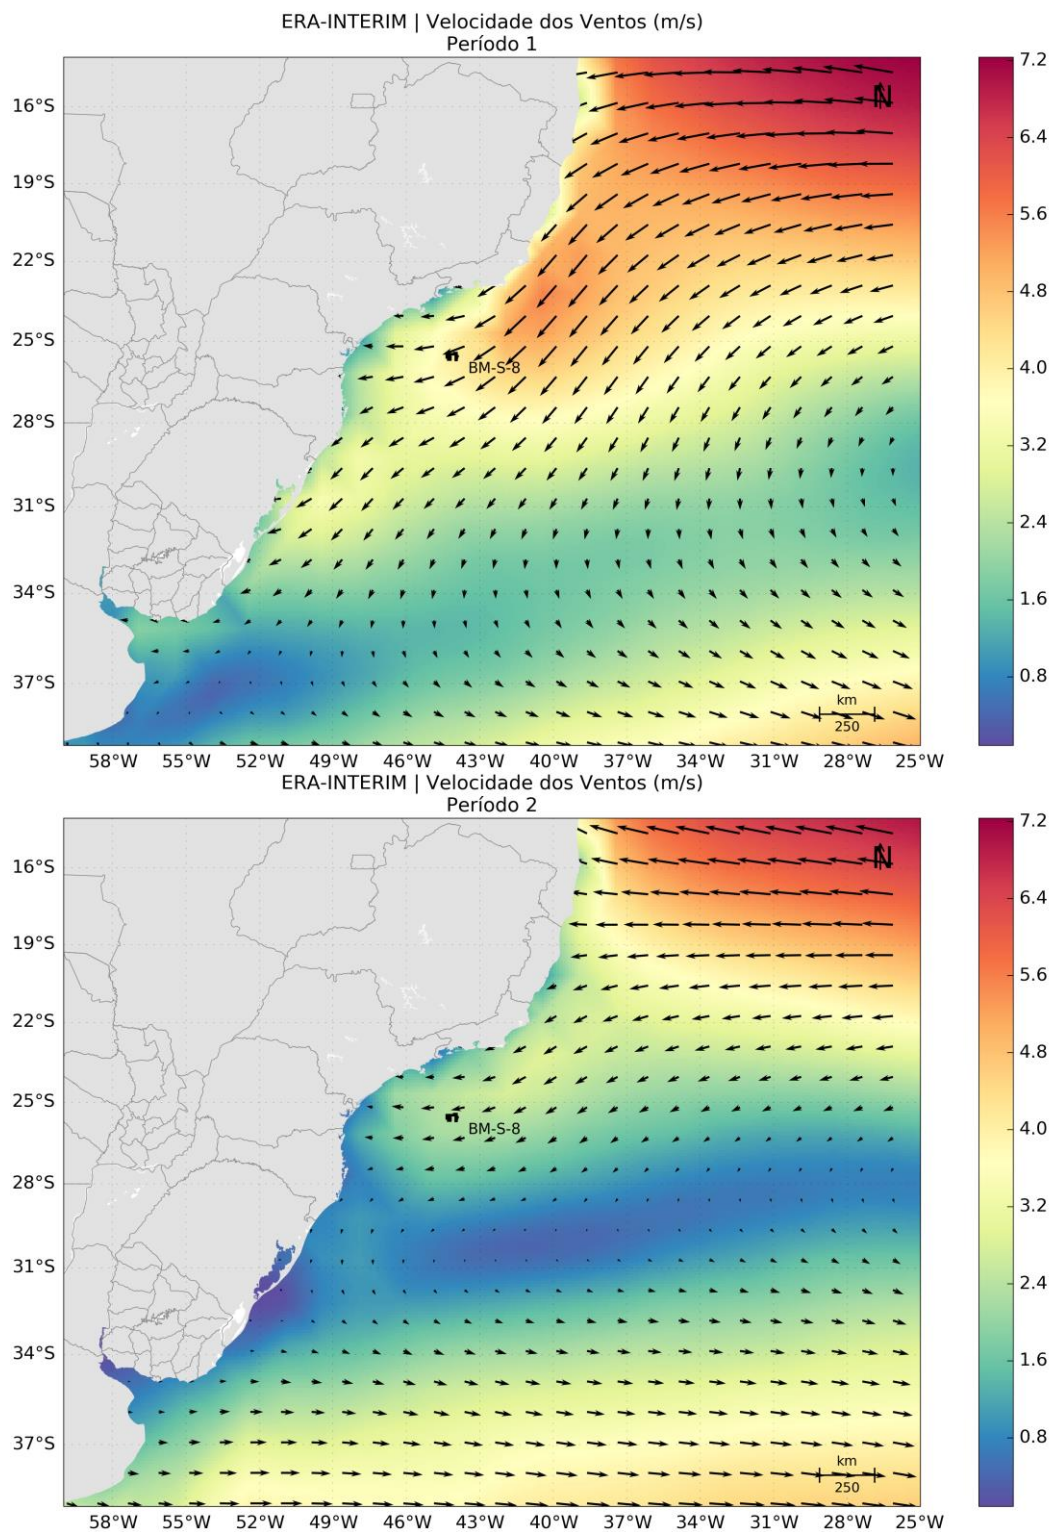 ERA-INTERIM | Velocidade dos Ventos (m/s)
Período 1
16°S
19°S
22°S
25°S
28°S
31°S
34°S
37°S
N
BM-S-8
km
250
58°W 55°W 52°W 49°W 46°W 43°W 40°W 37°W 34°W 31°W 28°W 25°W
7.2
6.4
5.6
4.8
4.0
3.2
2.4
1.6
0.8
ERA-INTERIM | Velocidade dos Ventos (m/s)
Período 2
16°S
19°S
22°S
25°S
28°S
31°S
34°S
37°S
N
BM-S-8
km
250
58°W 55°W 52°W 49°W 46°W 43°W 40°W 37°W 34°W 31°W 28°W 25°W
7.2
6.4
5.6
4.8
4.0
3.2
2.4
1.6
0.8